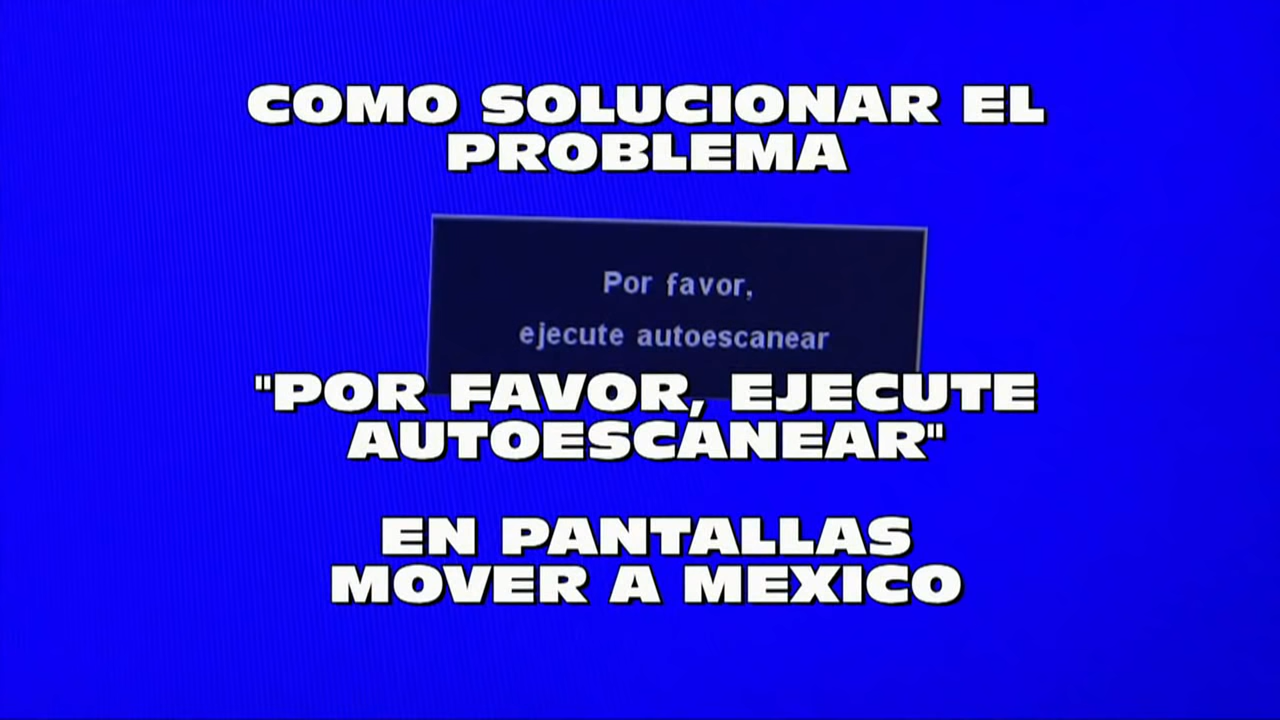 COMO SOLUCIONAR EL
PROBLEMA
Por favor,
ejecute autoescanear
"POR FAVOR, EJECUTE
AUTOESCANEAR"
EN PANTALLAS
MOVER A MEXICO